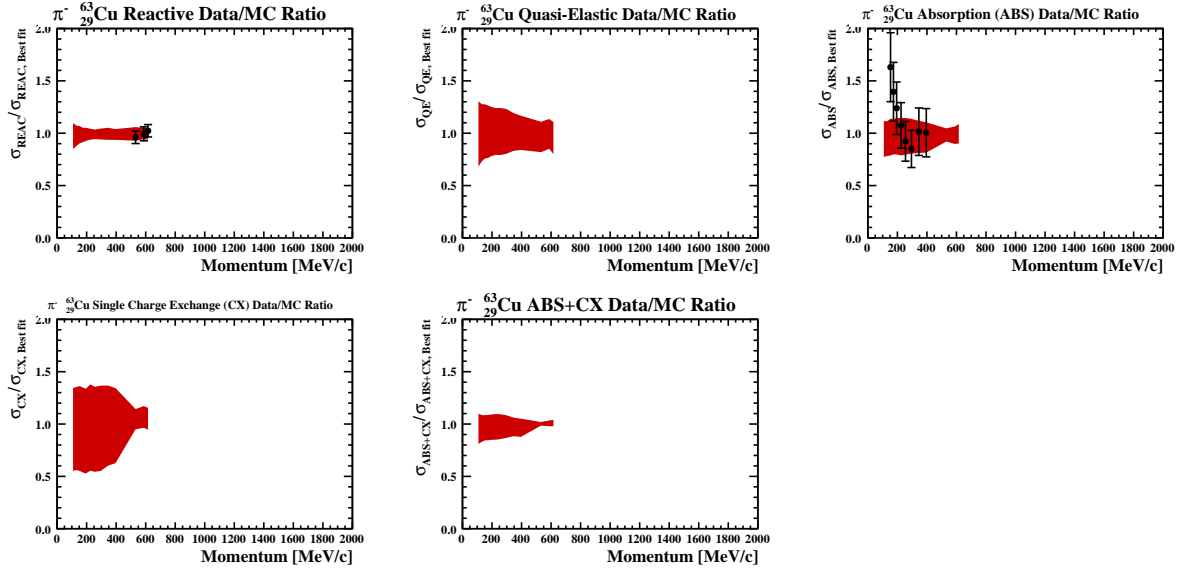 π⁻ ⁶³₂₉Cu Reactive Data/MC Ratio
σREAC/σREAC, Best fit
2.0
1.5
1.0
0.5
0.0
0 200 400 600 800 1000 1200 1400 1600 1800 2000
Momentum [MeV/c]
π⁻ ⁶³₂₉Cu Quasi-Elastic Data/MC Ratio
σQE/σQE, Best fit
2.0
1.5
1.0
0.5
0.0
0 200 400 600 800 1000 1200 1400 1600 1800 2000
Momentum [MeV/c]
π⁻ ⁶³₂₉Cu Absorption (ABS) Data/MC Ratio
σABS/σABS, Best fit
2.0
1.5
1.0
0.5
0.0
0 200 400 600 800 1000 1200 1400 1600 1800 2000
Momentum [MeV/c]
π⁻ ⁶³₂₉Cu Single Charge Exchange (CX) Data/MC Ratio
σCX/σCX, Best fit
2.0
1.5
1.0
0.5
0.0
0 200 400 600 800 1000 1200 1400 1600 1800 2000
Momentum [MeV/c]
π⁻ ⁶³₂₉Cu ABS+CX Data/MC Ratio
σABS+CX/σABS+CX, Best fit
2.0
1.5
1.0
0.5
0.0
0 200 400 600 800 1000 1200 1400 1600 1800 2000
Momentum [MeV/c]